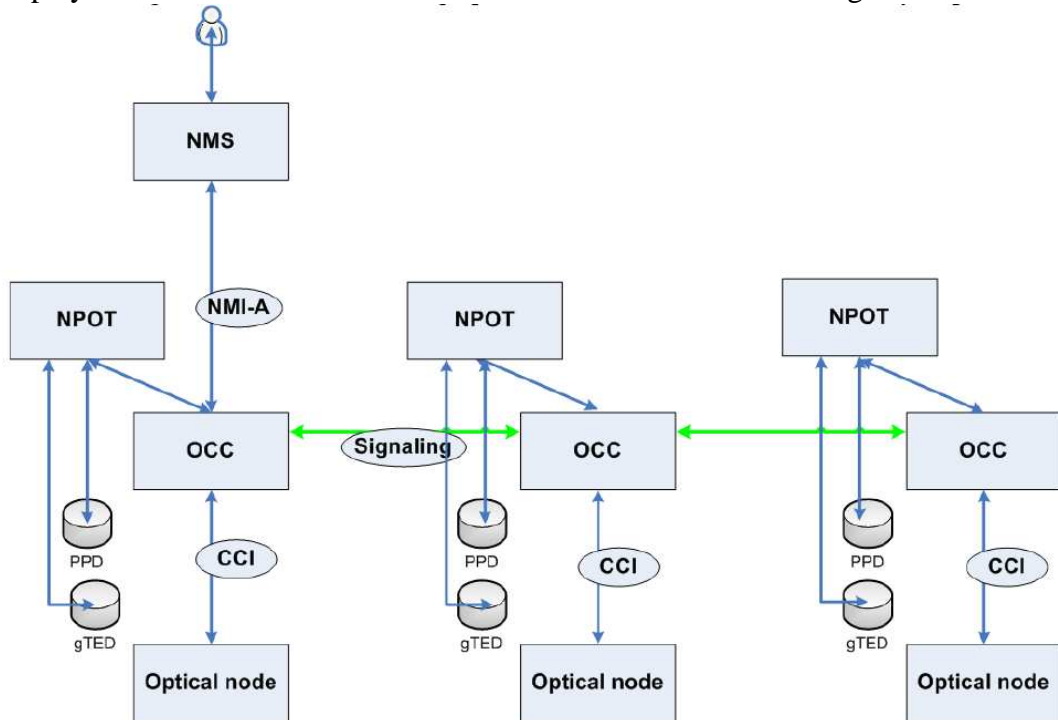 NMS
NMI-A
NPOT
NPOT
NPOT
OCC
Signaling
OCC
OCC
PPD
PPD
PPD
CCI
CCI
CCI
gTED
gTED
gTED
Optical node
Optical node
Optical node